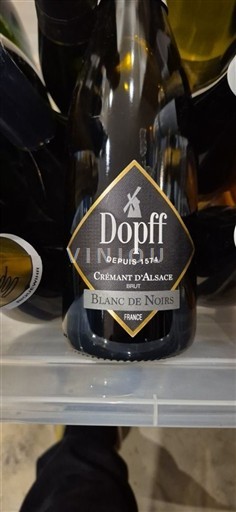 Dopff
DEPUIS 1574
VINIOU
CRÉMANT D'ALSACE
BRUT
BLANC DE NOIRS
FRANCE